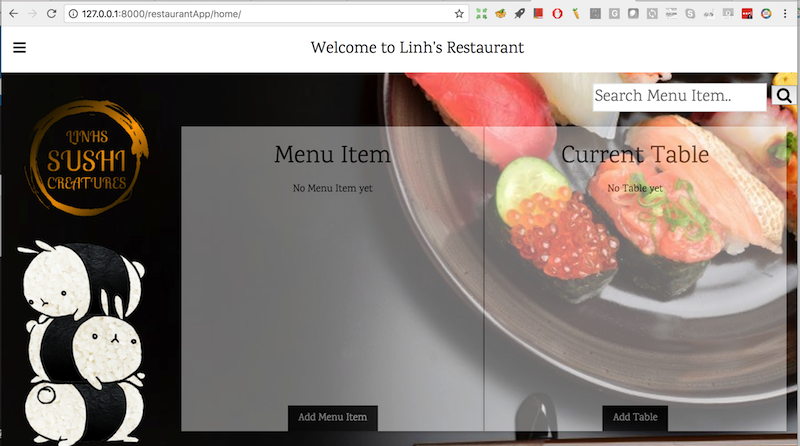 127.0.0.1:8000/restaurantApp/home/
Welcome to Linh's Restaurant
Search Menu Item..
LINHS
SUSHI
CREATURES
Menu Item
Current Table
No Menu Item yet
No Table yet
Add Menu Item
Add Table